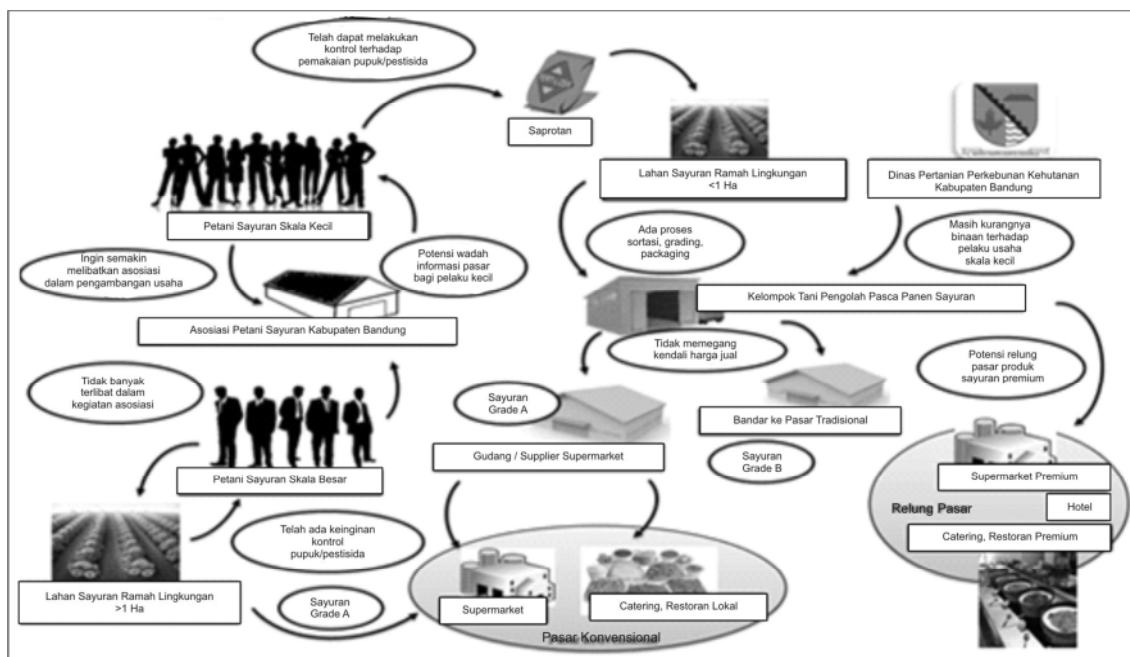 Telah dapat melakukan
kontrol terhadap
pemakaian pupuk/pestisida
Saprotan
Lahan Sayuran Ramah Lingkungan
<1 Ha
Dinas Pertanian Perkebunan Kehutanan
Kabupaten Bandung
Petani Sayuran Skala Kecil
Ada proses
sortasi, grading,
packaging
Masih kurangnya
binaan terhadap
pelaku usaha
skala kecil
Ingin semakin
melibatkan asosiasi
dalam pengambangan usaha
Potensi wadah
informasi pasar
bagi pelaku kecil
Kelompok Tani Pengolah Pasca Panen Sayuran
Asosiasi Petani Sayuran Kabupaten Bandung
Tidak memegang
kendali harga jual
Potensi relung
pasar produk
sayuran premium
Tidak banyak
terlibat dalam
kegiatan asosiasi
Sayuran
Grade A
Bandar ke Pasar Tradisional
Gudang / Supplier Supermarket
Sayuran
Grade B
Petani Sayuran Skala Besar
Supermarket Premium
Relung Pasar
Hotel
Catering, Restoran Premium
Telah ada keinginan
kontrol
pupuk/pestisida
Lahan Sayuran Ramah Lingkungan
>1 Ha
Sayuran
Grade A
Supermarket
Catering, Restoran Lokal
Pasar Konvensional